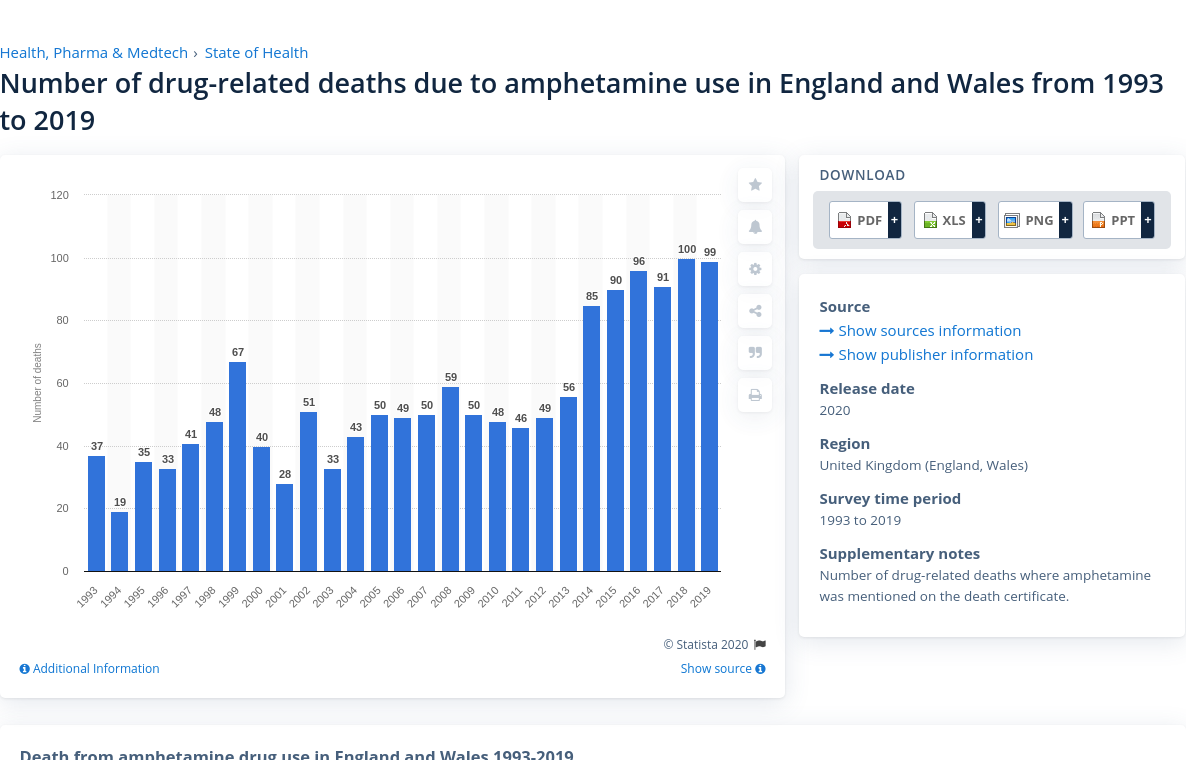 Health, Pharma & Medtech › State of Health
Number of drug-related deaths due to amphetamine use in England and Wales from 1993
to 2019
120
100
80
60
40
20
0
Number of deaths
37
19
35
33
41
48
67
40
28
51
33
43
50
49
50
59
50
48
46
49
56
85
90
96
91
100
99
1993
1994
1995
1996
1997
1998
1999
2000
2001
2002
2003
2004
2005
2006
2007
2008
2009
2010
2011
2012
2013
2014
2015
2016
2017
2018
2019
© Statista 2020
Additional Information
Show source
DOWNLOAD
PDF +
XLS +
PNG +
PPT +
Source
Show sources information
Show publisher information
Release date
2020
Region
United Kingdom (England, Wales)
Survey time period
1993 to 2019
Supplementary notes
Number of drug-related deaths where amphetamine
was mentioned on the death certificate.
Death from amphetamine drug use in England and Wales 1993-2019